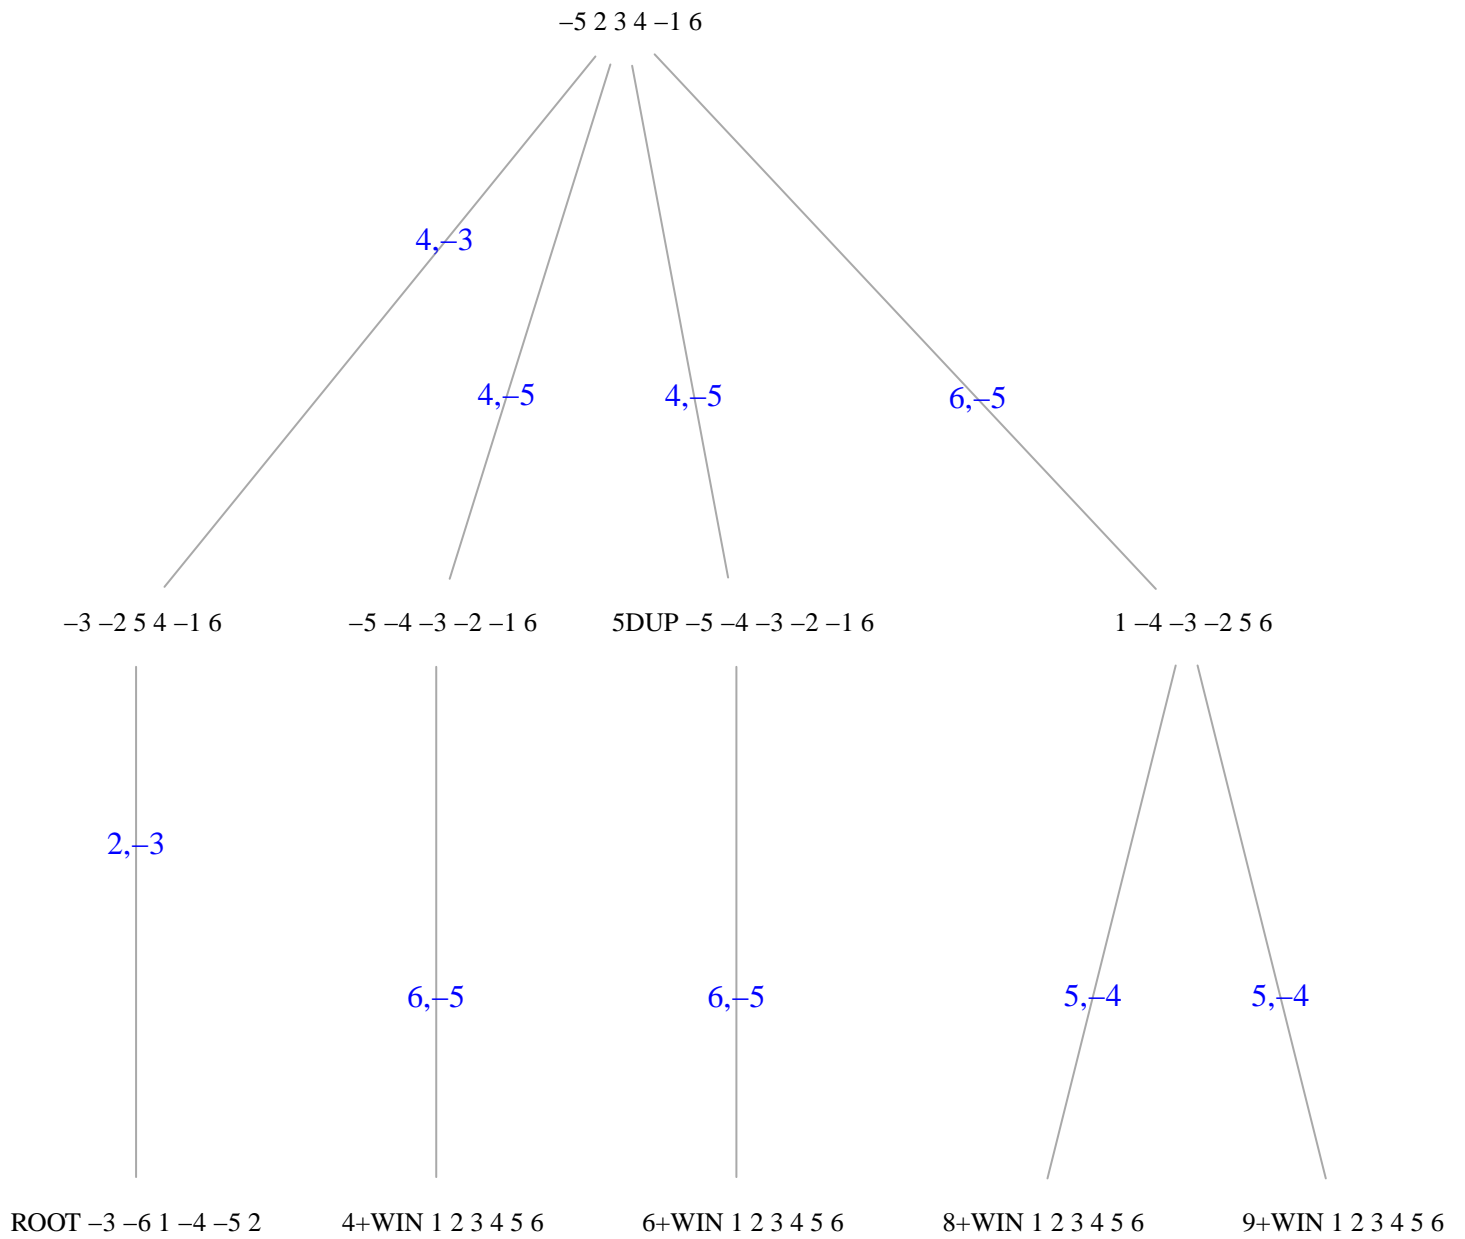 –5 2 3 4 –1 6
4,–3
4,–5
4,–5
6,–5
–3 –2 5 4 –1 6
–5 –4 –3 –2 –1 6
5DUP –5 –4 –3 –2 –1 6
1 –4 –3 –2 5 6
2,–3
6,–5
6,–5
5,–4
5,–4
ROOT –3 –6 1 –4 –5 2
4+WIN 1 2 3 4 5 6
6+WIN 1 2 3 4 5 6
8+WIN 1 2 3 4 5 6
9+WIN 1 2 3 4 5 6